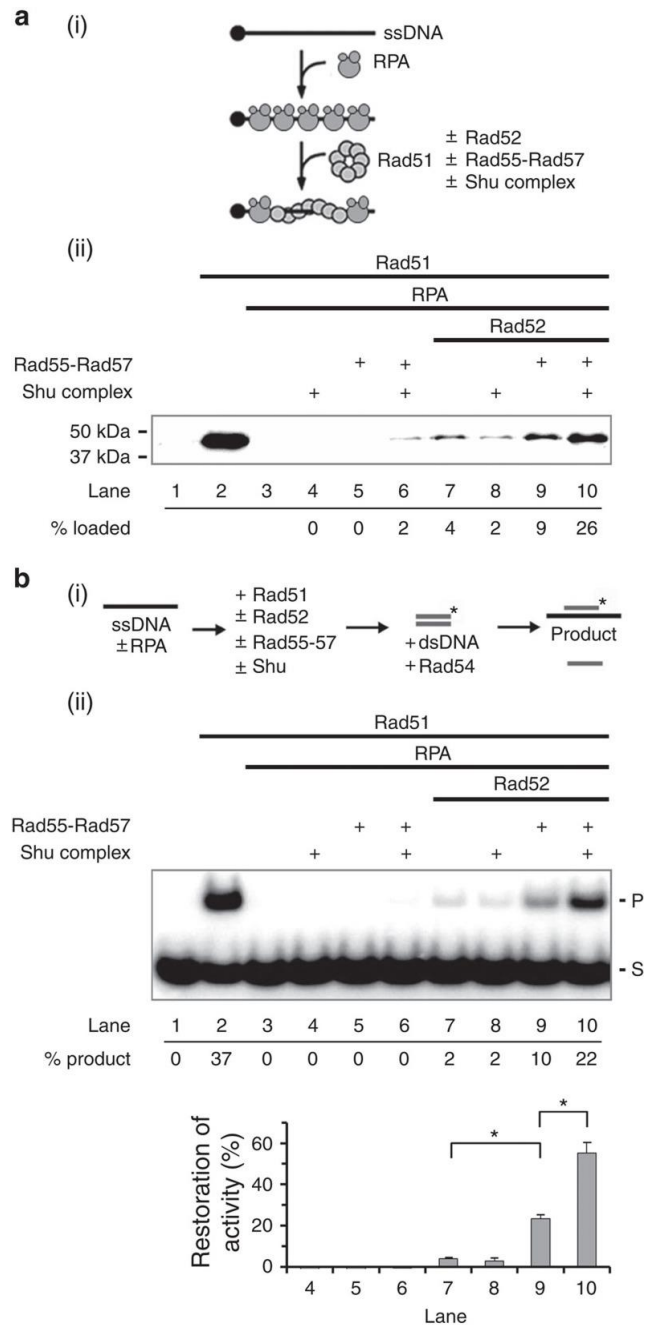 a
(i)
ssDNA
RPA
Rad51
± Rad52
± Rad55-Rad57
± Shu complex
(ii)
Rad51
RPA
Rad52
Rad55-Rad57 + + + +
Shu complex + + + +
50 kDa
37 kDa
Lane 1 2 3 4 5 6 7 8 9 10
% loaded 0 0 2 4 2 9 26
b
(i)
ssDNA
±RPA
+ Rad51
± Rad52
± Rad55-57
± Shu
*
+dsDNA
+Rad54
*
Product
(ii)
Rad51
RPA
Rad52
Rad55-Rad57 + + + +
Shu complex + + + +
P
S
Lane 1 2 3 4 5 6 7 8 9 10
% product 0 37 0 0 0 0 2 2 10 22
Restoration of
activity (%)
60
40
20
0
* *
4 5 6 7 8 9 10
Lane